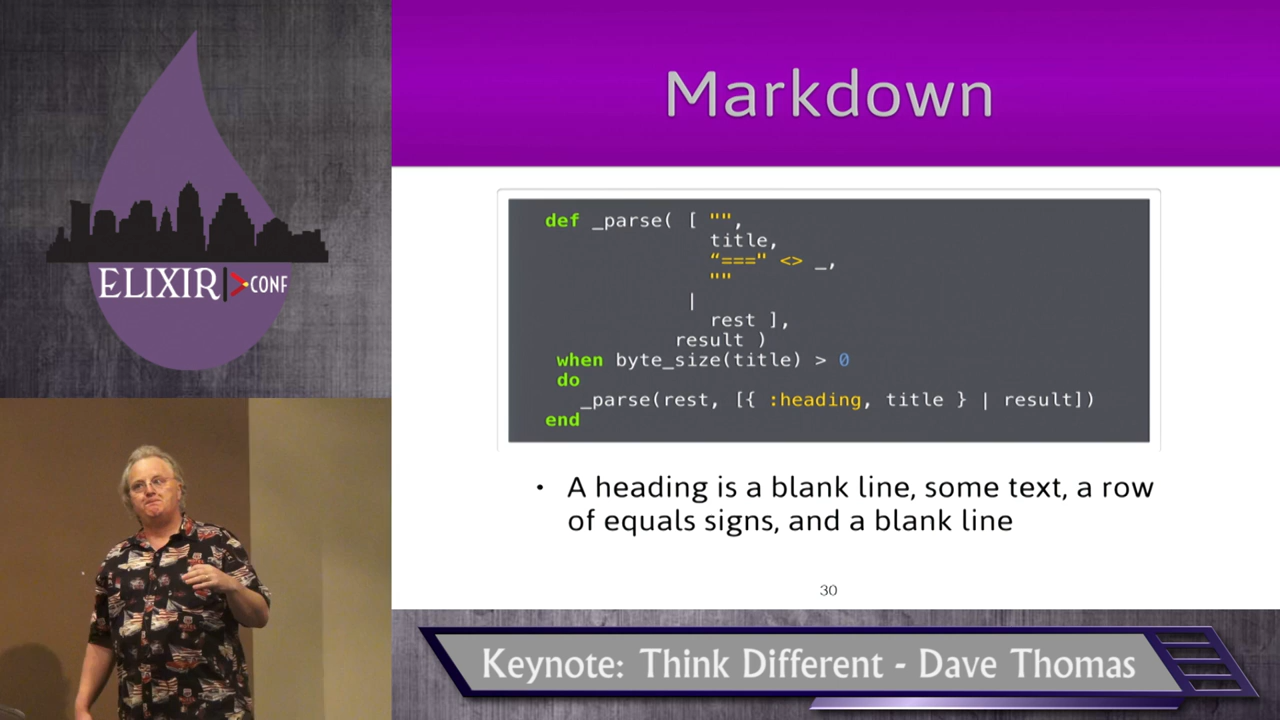 ELIXIR CONF
Markdown
def _parse( [ "",
title,
“===" <> _,
""
|
rest ],
result )
when byte_size(title) > 0
do
_parse(rest, [{ :heading, title } | result])
end
• A heading is a blank line, some text, a row
of equals signs, and a blank line
30
Keynote: Think Different - Dave Thomas